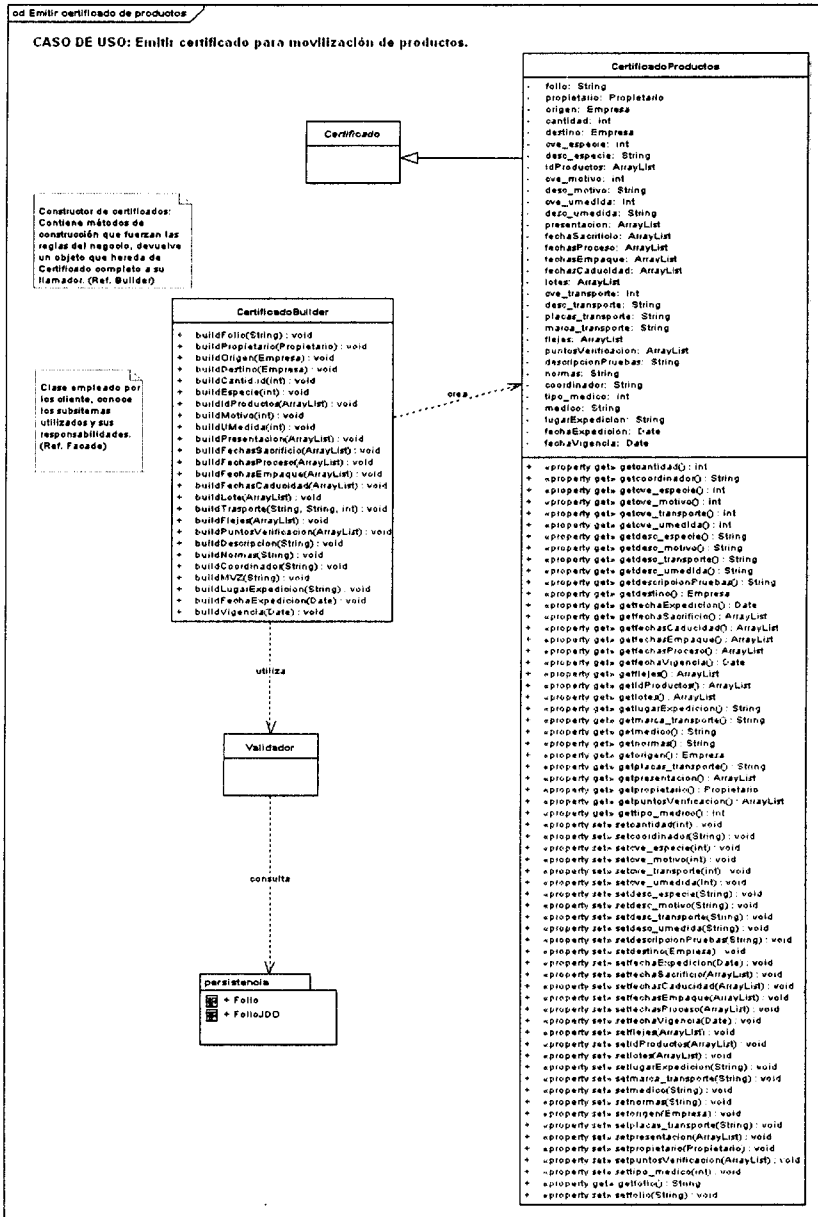 od Emitir certificado de productos
CASO DE USO: Emitir certificado para movilización de productos.
CertificadoProductos
- folio: String
- propietario: Propietario
- origen: Empresa
- cantidad: int
- destino: Empresa
- cve_especie: int
- desc_especie: String
- idProductos: ArrayList
- cve_motivo: int
- desc_motivo: String
- cve_umedida: int
- desc_umedida: String
- presentacion: ArrayList
- fechaSacrificio: ArrayList
- fechasProceso: ArrayList
- fechasEmpaque: ArrayList
- fechasCaducidad: ArrayList
- lotes: ArrayList
- cve_transporte: int
- desc_transporte: String
- placas_transporte: String
- marca_transporte: String
- flejes: ArrayList
- puntosVerificacion: ArrayList
- descripcionPruebas: String
- normas: String
- coordinador: String
- tipo_medico: int
- medico: String
- lugarExpedicion: String
- fechaExpedicion: Date
- fechaVigencia: Date
+ «property get» getcantidad() : int
+ «property get» getcoordinador() : String
+ «property get» getcve_especie() : int
+ «property get» getcve_motivo() : int
+ «property get» getcve_transporte() : int
+ «property get» getcve_umedida() : int
+ «property get» getdesc_especie() : String
+ «property get» getdesc_motivo() : String
+ «property get» getdesc_transporte() : String
+ «property get» getdesc_umedida() : String
+ «property get» getdescripcionPruebas() : String
+ «property get» getdestino() : Empresa
+ «property get» getfechaExpedicion() : Date
+ «property get» getfechaSacrificio() : ArrayList
+ «property get» getfechasCaducidad() : ArrayList
+ «property get» getfechasEmpaque() : ArrayList
+ «property get» getfechasProceso() : ArrayList
+ «property get» getfechaVigencia() : Date
+ «property get» getflejes() : ArrayList
+ «property get» getidProductos() : ArrayList
+ «property get» getlotes() : ArrayList
+ «property get» getlugarExpedicion() : String
+ «property get» getmarca_transporte() : String
+ «property get» getmedico() : String
+ «property get» getnormas() : String
+ «property get» getorigen() : Empresa
+ «property get» getplacas_transporte() : String
+ «property get» getpresentacion() : ArrayList
+ «property get» getpropietario() : Propietario
+ «property get» getpuntosVerificacion() : ArrayList
+ «property get» gettipo_medico() : int
+ «property set» setcantidad(int) : void
+ «property set» setcoordinador(String) : void
+ «property set» setcve_especie(int) : void
+ «property set» setcve_motivo(int) : void
+ «property set» setcve_transporte(int) : void
+ «property set» setcve_umedida(int) : void
+ «property set» setdesc_especie(String) : void
+ «property set» setdesc_motivo(String) : void
+ «property set» setdesc_transporte(String) : void
+ «property set» setdesc_umedida(String) : void
+ «property set» setdescripcionPruebas(String) : void
+ «property set» setdestino(Empresa) : void
+ «property set» setfechaExpedicion(Date) : void
+ «property set» setfechaSacrificio(ArrayList) : void
+ «property set» setfechasCaducidad(ArrayList) : void
+ «property set» setfechasEmpaque(ArrayList) : void
+ «property set» setfechasProceso(ArrayList) : void
+ «property set» setfechaVigencia(Date) : void
+ «property set» setflejes(ArrayList) : void
+ «property set» setidProductos(ArrayList) : void
+ «property set» setlotes(ArrayList) : void
+ «property set» setlugarExpedicion(String) : void
+ «property set» setmarca_transporte(String) : void
+ «property set» setmedico(String) : void
+ «property set» setnormas(String) : void
+ «property set» setorigen(Empresa) : void
+ «property set» setplacas_transporte(String) : void
+ «property set» setpresentacion(ArrayList) : void
+ «property set» setpropietario(Propietario) : void
+ «property set» setpuntosVerificacion(ArrayList) : void
+ «property set» settipo_medico(int) : void
+ «property get» getfolio() : String
+ «property set» setfolio(String) : void
Certificado
Constructor de certificados:
Contiene métodos de
construcción que fuerzan las
reglas del negocio, devuelve
un objeto que hereda de
Certificado completo a su
llamador. (Ref. Builder)
CertificadoBuilder
+ buildFolio(String) : void
+ buildPropietario(Propietario) : void
+ buildOrigen(Empresa) : void
+ buildDestino(Empresa) : void
+ buildCantidad(int) : void
+ buildEspecie(int) : void
+ buildIdProductos(ArrayList) : void
+ buildMotivo(int) : void
+ buildUMedida(int) : void
+ buildPresentacion(ArrayList) : void
+ buildFechasSacrificio(ArrayList) : void
+ buildFechasProceso(ArrayList) : void
+ buildFechasEmpaque(ArrayList) : void
+ buildFechasCaducidad(ArrayList) : void
+ buildLote(ArrayList) : void
+ buildTrasporte(String, String, int) : void
+ buildFlejes(ArrayList) : void
+ buildPuntosVerificacion(ArrayList) : void
+ buildDescripcion(String) : void
+ buildNormas(String) : void
+ buildCoordinador(String) : void
+ buildMVZ(String) : void
+ buildLugarExpedicion(String) : void
+ buildFechaExpedicion(Date) : void
+ buildVigencia(Date) : void
Clase empleado por
los cliente, conoce
los subsitemas
utilizados y sus
responsabilidades.
(Ref. Facade)
crea
utiliza
Validador
consulta
persistencia
+ Folio
+ FolioJDO